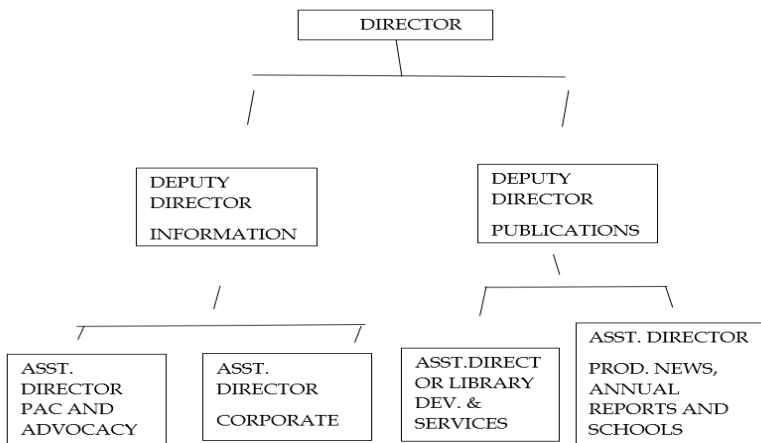 DIRECTOR
DEPUTY
DIRECTOR
INFORMATION
DEPUTY
DIRECTOR
PUBLICATIONS
ASST.
DIRECTOR
PAC AND
ADVOCACY
ASST.
DIRECTOR
CORPORATE
ASST.DIRECT
OR LIBRARY
DEV. &
SERVICES
ASST. DIRECTOR
PROD. NEWS,
ANNUAL
REPORTS AND
SCHOOLS